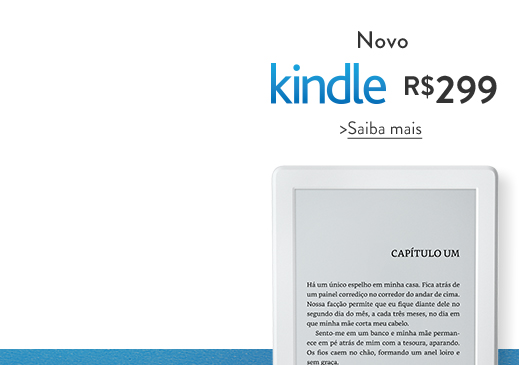 Novo
kindle R$299
>Saiba mais
CAPÍTULO UM
Há um único espelho em minha casa. Fica atrás de
um painel corrediço no corredor do andar de cima.
Nossa facção permite que eu fique diante dele no
segundo dia do mês, a cada três meses, no dia em
que minha mãe corta meu cabelo.
Sento-me em um banco e minha mãe perman-
ece em pé atrás de mim com a tesoura, aparando.
Os fios caem no chão, formando um anel loiro e
sem graça.